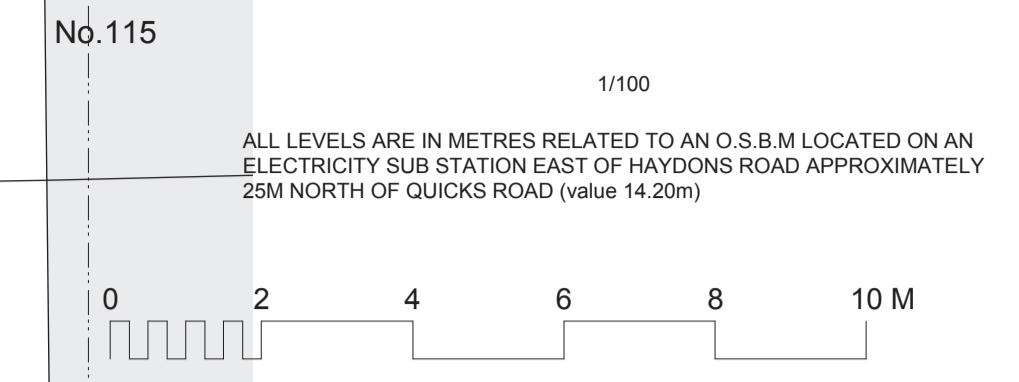 No.115
1/100
ALL LEVELS ARE IN METRES RELATED TO AN O.S.B.M LOCATED ON AN
ELECTRICITY SUB STATION EAST OF HAYDONS ROAD APPROXIMATELY
25M NORTH OF QUICKS ROAD (value 14.20m)
0 2 4 6 8 10 M